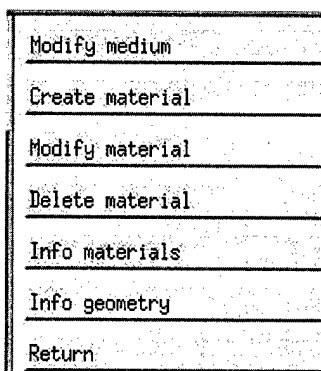 Modify medium
Create material
Modify material
Delete material
Info materials
Info geometry
Return